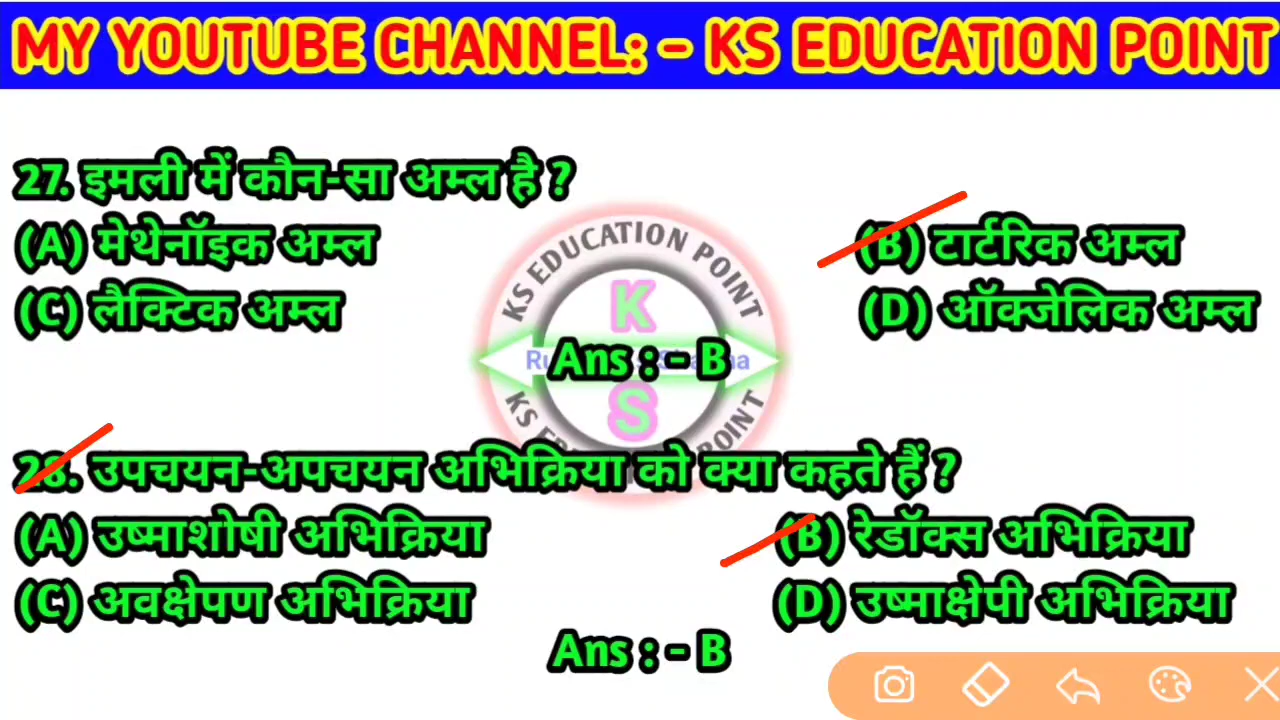 MY YOUTUBE CHANNEL: - KS EDUCATION POINT
27. इमली में कौन-सा अम्ल है ?
(A) मेथेनॉइक अम्ल (B) टार्टरिक अम्ल
(C) लैक्टिक अम्ल (D) ऑक्जेलिक अम्ल
KS EDUCATION POINT
K
Ans : - B
S
28. उपचयन-अपचयन अभिक्रिया को क्या कहते हैं ?
(A) उष्माशोषी अभिक्रिया (B) रेडॉक्स अभिक्रिया
(C) अवक्षेपण अभिक्रिया (D) उष्माक्षेपी अभिक्रिया
Ans : - B